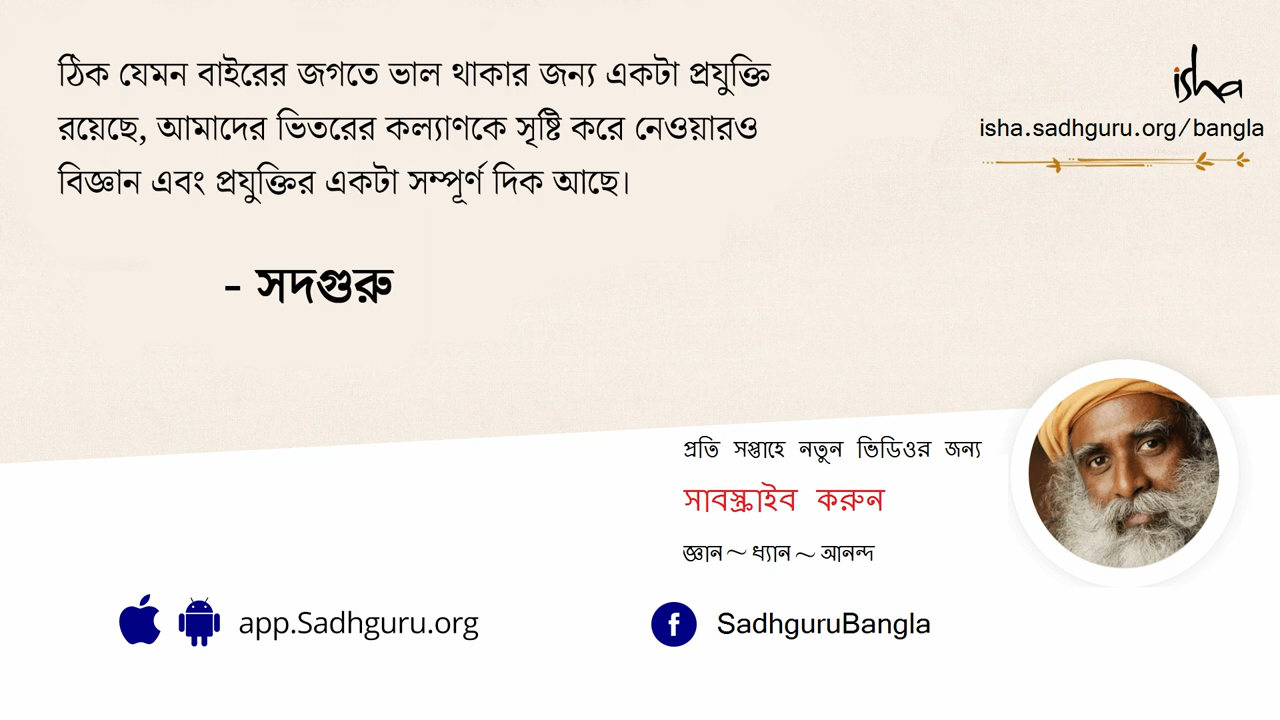 ঠিক যেমন বাইরের জগতে ভাল থাকার জন্য একটা প্রযুক্তি
রয়েছে, আমাদের ভিতরের কল্যাণকে সৃষ্টি করে নেওয়ারও
বিজ্ঞান এবং প্রযুক্তির একটা সম্পূর্ণ দিক আছে।
- সদগুরু
isha
isha.sadhguru.org/bangla
প্রতি সপ্তাহে নতুন ভিডিওর জন্য
সাবস্ক্রাইব করুন
জ্ঞান ~ ধ্যান ~ আনন্দ
app.Sadhguru.org
f SadhguruBangla